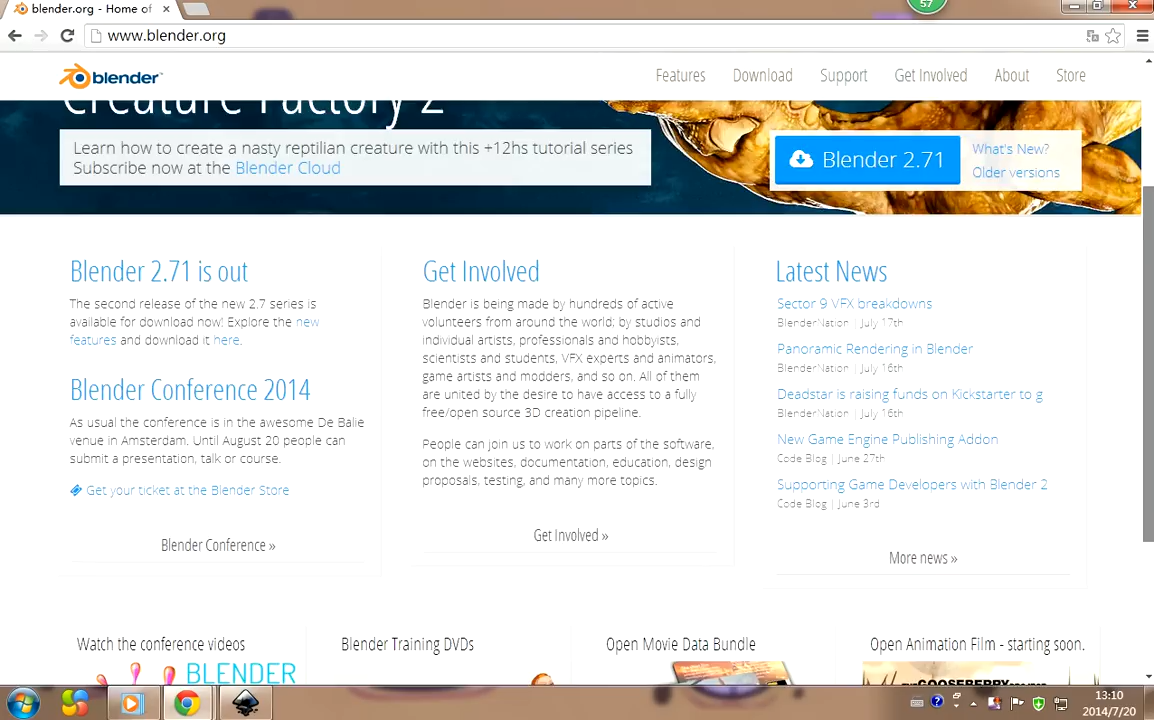 57
blender.org - Home of
www.blender.org
blender
Features Download Support Get Involved About Store
Creature Factory 2
Learn how to create a nasty reptilian creature with this +12hs tutorial series
Subscribe now at the Blender Cloud
Blender 2.71
What's New?
Older versions
Blender 2.71 is out
The second release of the new 2.7 series is
available for download now! Explore the new
features and download it here.
Blender Conference 2014
As usual the conference is in the awesome De Balie
venue in Amsterdam. Until August 20 people can
submit a presentation, talk or course.
Get your ticket at the Blender Store
Blender Conference »
Get Involved
Blender is being made by hundreds of active
volunteers from around the world; by studios and
individual artists, professionals and hobbyists,
scientists and students, VFX experts and animators,
game artists and modders, and so on. All of them
are united by the desire to have access to a fully
free/open source 3D creation pipeline.
People can join us to work on parts of the software,
on the websites, documentation, education, design
proposals, testing, and many more topics.
Get Involved »
Latest News
Sector 9 VFX breakdowns
BlenderNation | July 17th
Panoramic Rendering in Blender
BlenderNation | July 16th
Deadstar is raising funds on Kickstarter to g
BlenderNation | July 16th
New Game Engine Publishing Addon
Code Blog | June 27th
Supporting Game Developers with Blender 2
Code Blog | June 3rd
More news »
Watch the conference videos
BLENDER
Blender Training DVDs
Open Movie Data Bundle
Open Animation Film - starting soon.
GOOSEBERRY
13:10
2014/7/20